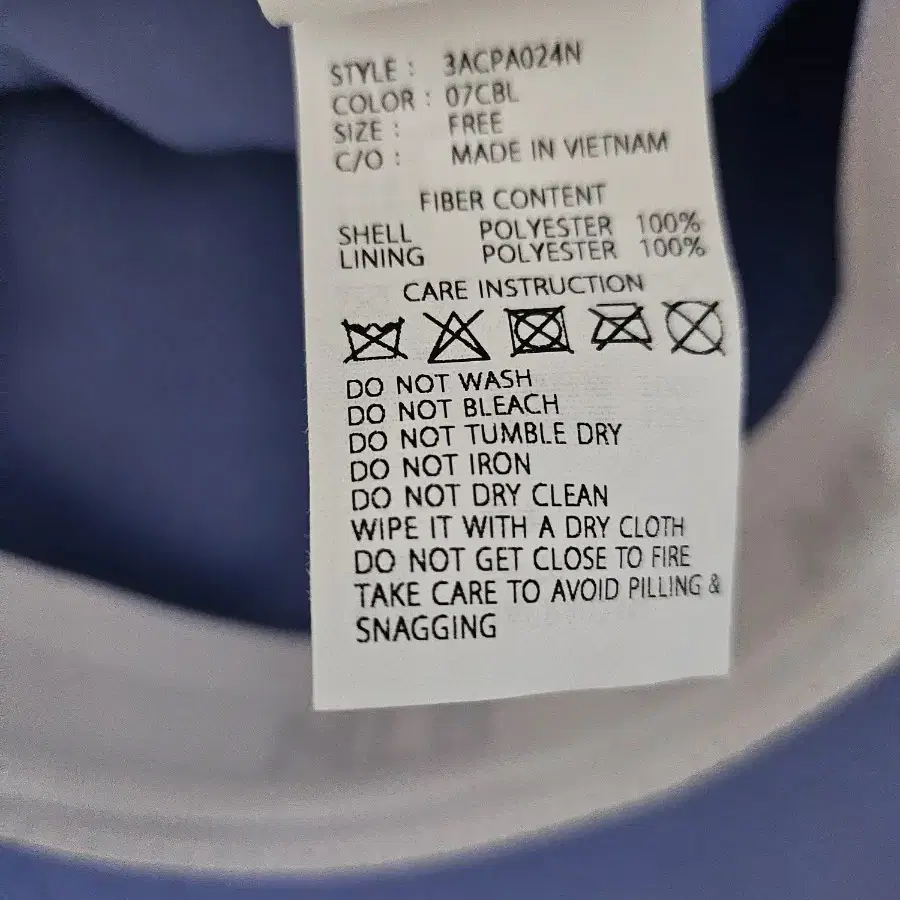 STYLE : 3ACPA024N
COLOR : 07CBL
SIZE : FREE
C/O : MADE IN VIETNAM
FIBER CONTENT
SHELL POLYESTER 100%
LINING POLYESTER 100%
CARE INSTRUCTION
DO NOT WASH
DO NOT BLEACH
DO NOT TUMBLE DRY
DO NOT IRON
DO NOT DRY CLEAN
WIPE IT WITH A DRY CLOTH
DO NOT GET CLOSE TO FIRE
TAKE CARE TO AVOID PILLING &
SNAGGING